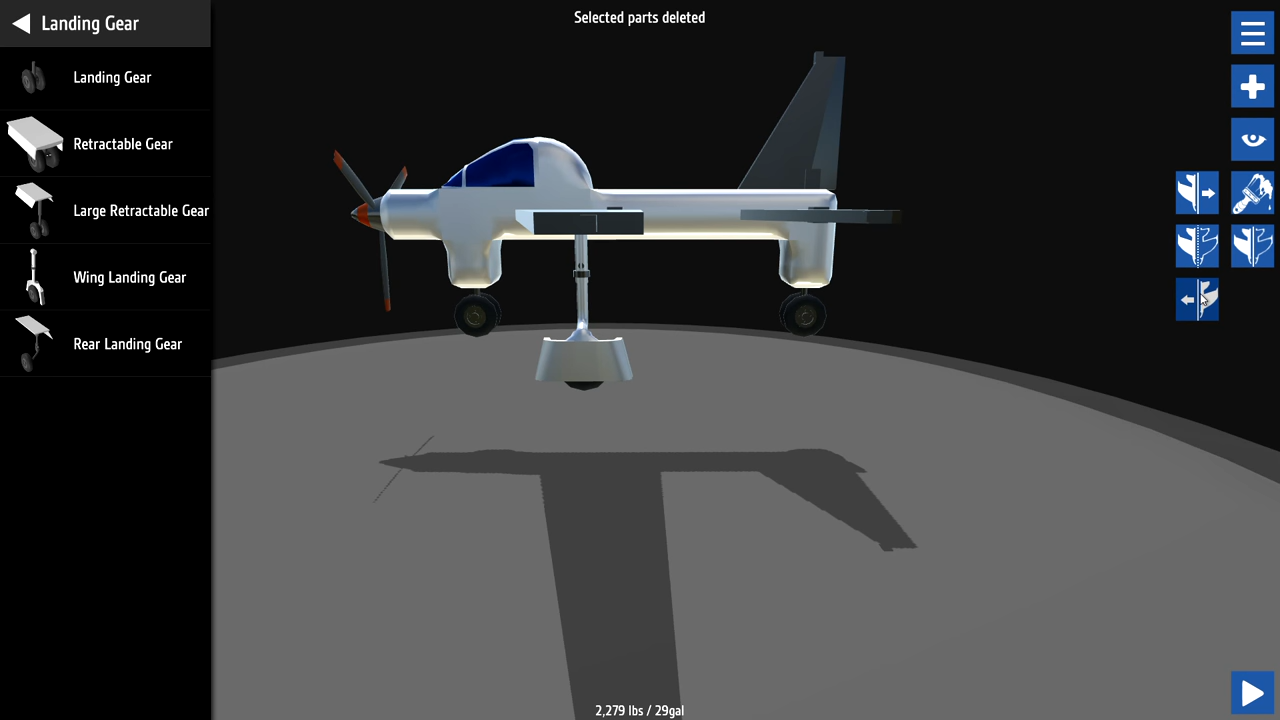 Landing Gear
Selected parts deleted
Landing Gear
Retractable Gear
Large Retractable Gear
Wing Landing Gear
Rear Landing Gear
2,279 lbs / 29gal